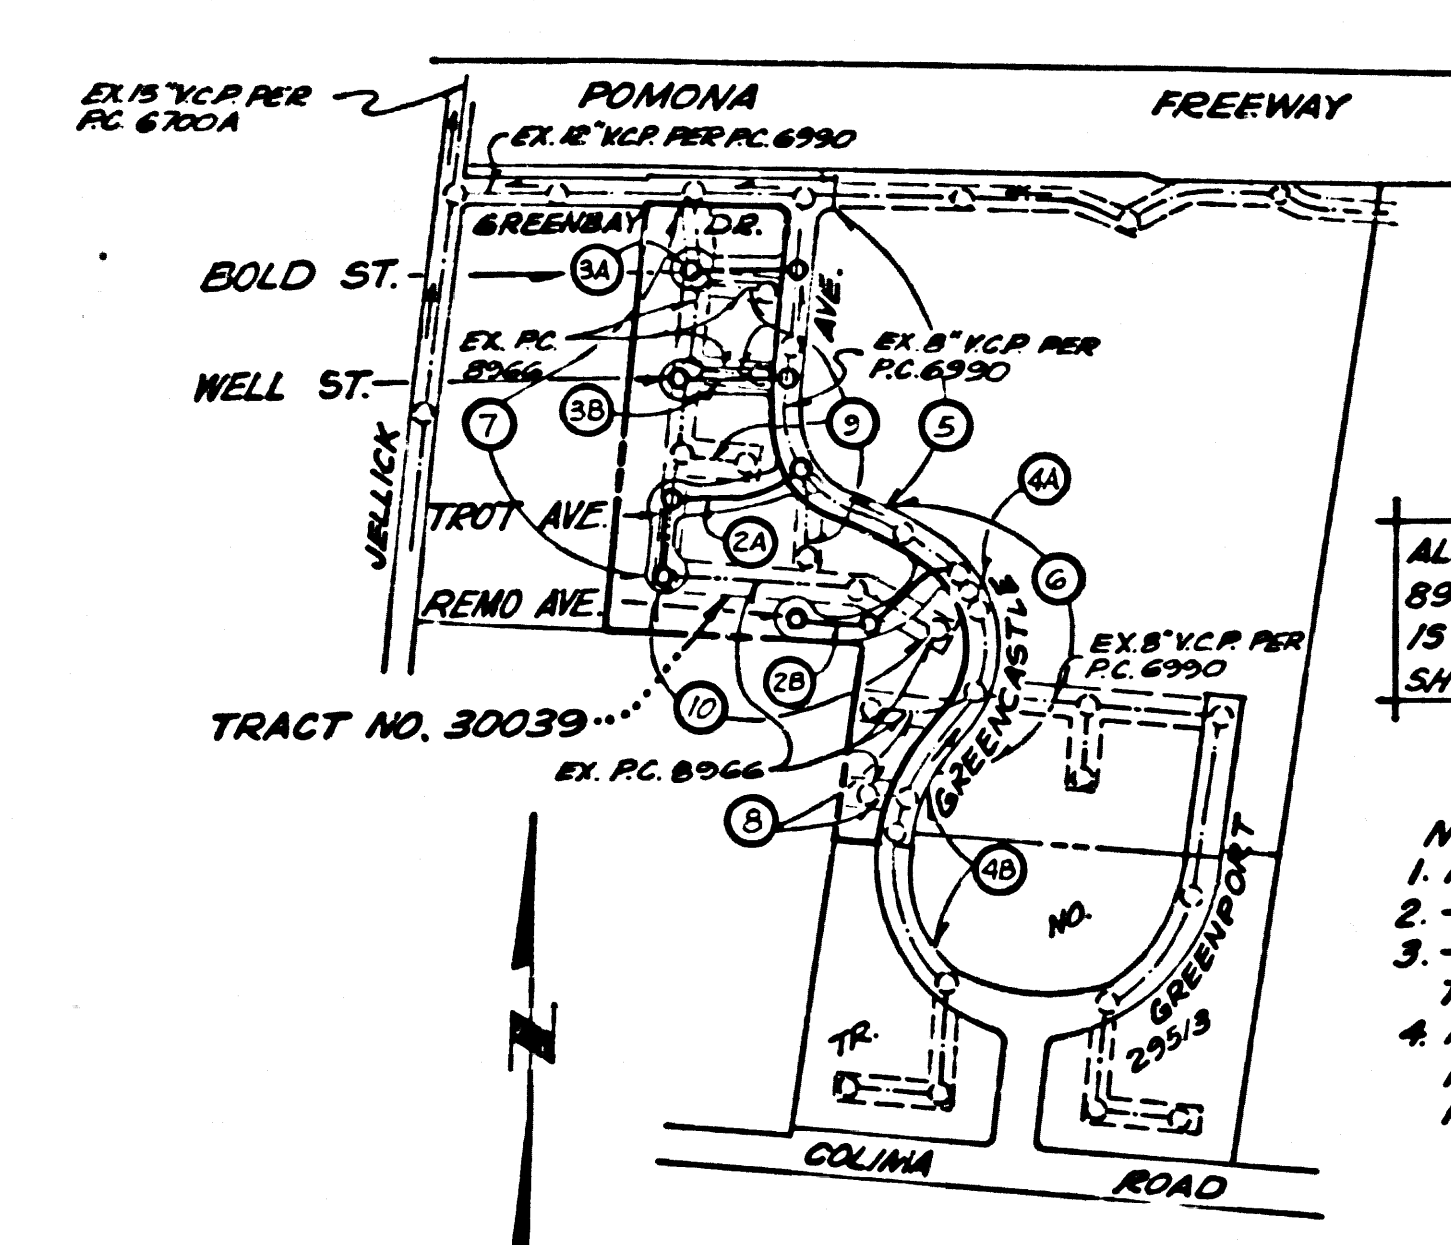 POMONA FREEWAY
EX. 15" V.C.P. PER
P.C. 6700A
EX. 12" V.C.P. PER P.C. 6990
GREENBAY DR.
3A
BOLD ST.
AVE.
EX. P.C.
8966
EX. 8" V.C.P. PER
P.C. 6990
WELL ST.
3B
7
9
5
4A
JELLICK
TROT AVE.
2A
6
REMO AVE.
GREENCASTLE
EX. 8" V.C.P. PER
P.C. 6990
2B
10
TRACT NO. 30039
EX. P.C. 8966
8
4B
GREENPORT
NO.
N
TR.
29513
COLIMA ROAD
AL
89
IS
SH
N
1.
2.
3.
4.